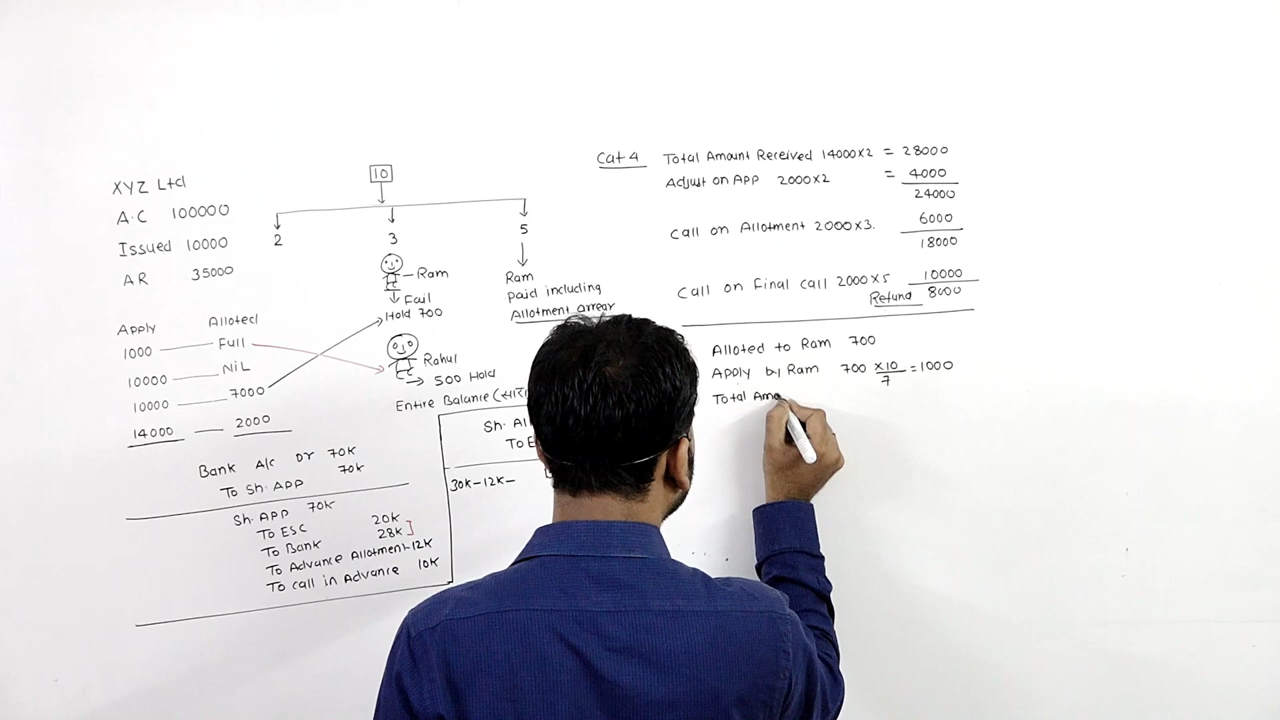 XYZ Ltd
A.C 100000
Issued 10000
AR 35000
Apply Alloted
1000 Full
10000 NiL
10000 7000
14000 2000
10
2 3 5
Ram
Fail
Hold 700
Rahul
500 Hold
Entire Balance
Ram
paid including
Allotment arrear
Bank A/c Dr 70K
To Sh. APP 70K
Sh. APP 70K
To ESC 20K
To Bank 28K
To Advance Allotment-12K
To call in Advance 10K
Sh.
To
30K-12K-
Cat 4 Total Amount Received 14000x2 = 28000
Adjust on APP 2000x2 = 4000
24000
Call on Allotment 2000x3. 6000
18000
Call on Final call 2000x5 10000
Refund 8000
Alloted to Ram 700
Apply by Ram 700 x10/7 =1000
Total Amo